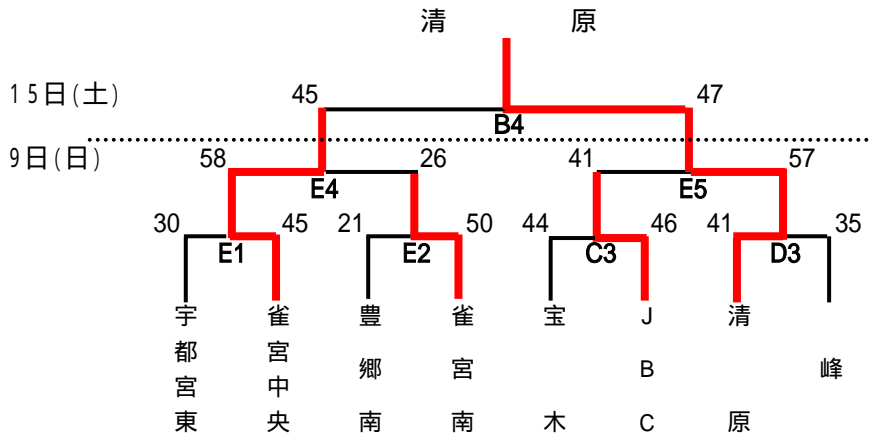 清原
15日(土)
45
47
B4
9日(日)
58
26
41
57
E4
E5
30
45
21
50
44
46
41
35
E1
E2
C3
D3
宇都宮東
雀宮中央
豊郷南
雀宮南
宝木
JBC
清原
峰